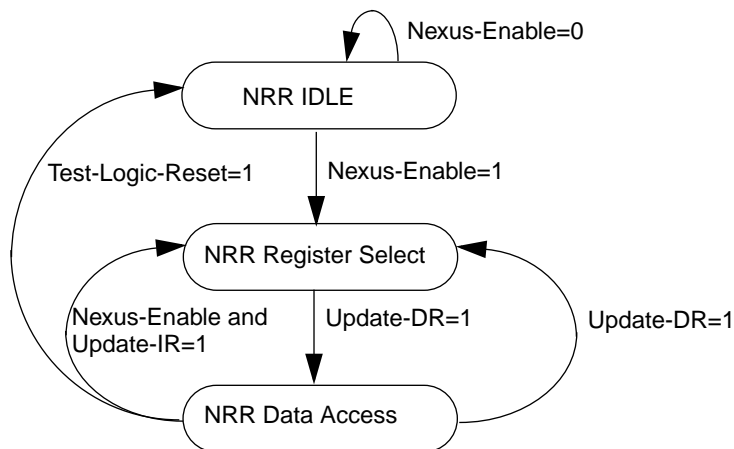 Nexus-Enable=0
NRR IDLE
Test-Logic-Reset=1
Nexus-Enable=1
NRR Register Select
Nexus-Enable and
Update-IR=1
Update-DR=1
Update-DR=1
NRR Data Access